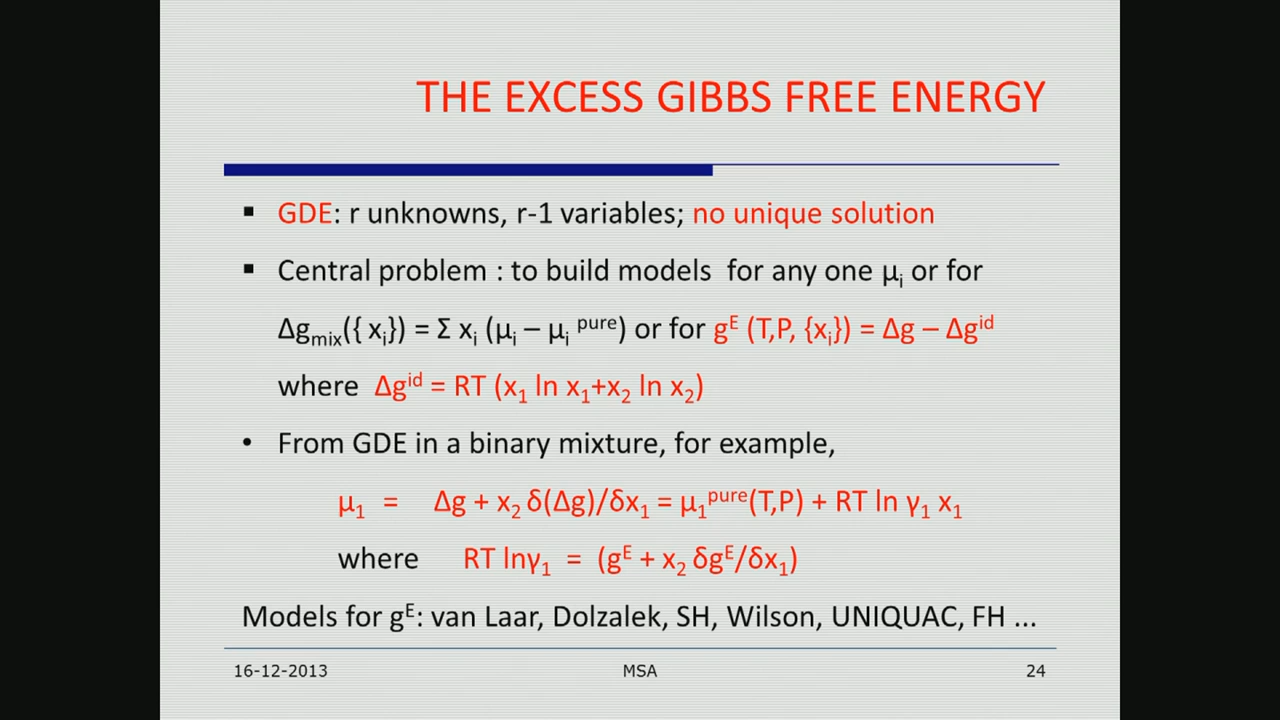 THE EXCESS GIBBS FREE ENERGY
▪ GDE: r unknowns, r-1 variables; no unique solution
▪ Central problem : to build models for any one μᵢ or for
Δg_mix({ xᵢ}) = Σ xᵢ (μᵢ – μᵢ ᵖᵘʳᵉ) or for gᴱ (T,P, {xᵢ}) = Δg – Δgⁱᵈ
where Δgⁱᵈ = RT (x₁ ln x₁+x₂ ln x₂)
• From GDE in a binary mixture, for example,
μ₁ = Δg + x₂ δ(Δg)/δx₁ = μ₁ᵖᵘʳᵉ(T,P) + RT ln γ₁ x₁
where RT lnγ₁ = (gᴱ + x₂ δgᴱ/δx₁)
Models for gᴱ: van Laar, Dolzalek, SH, Wilson, UNIQUAC, FH ...
16-12-2013 MSA 24